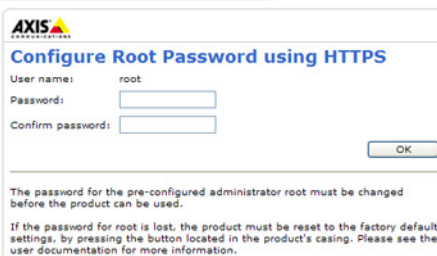 AXIS
COMMUNICATIONS
Configure Root Password using HTTPS
User name: root
Password:
Confirm password:
OK
The password for the pre-configured administrator root must be changed
before the product can be used.
If the password for root is lost, the product must be reset to the factory default
settings, by pressing the button located in the product's casing. Please see the
user documentation for more information.